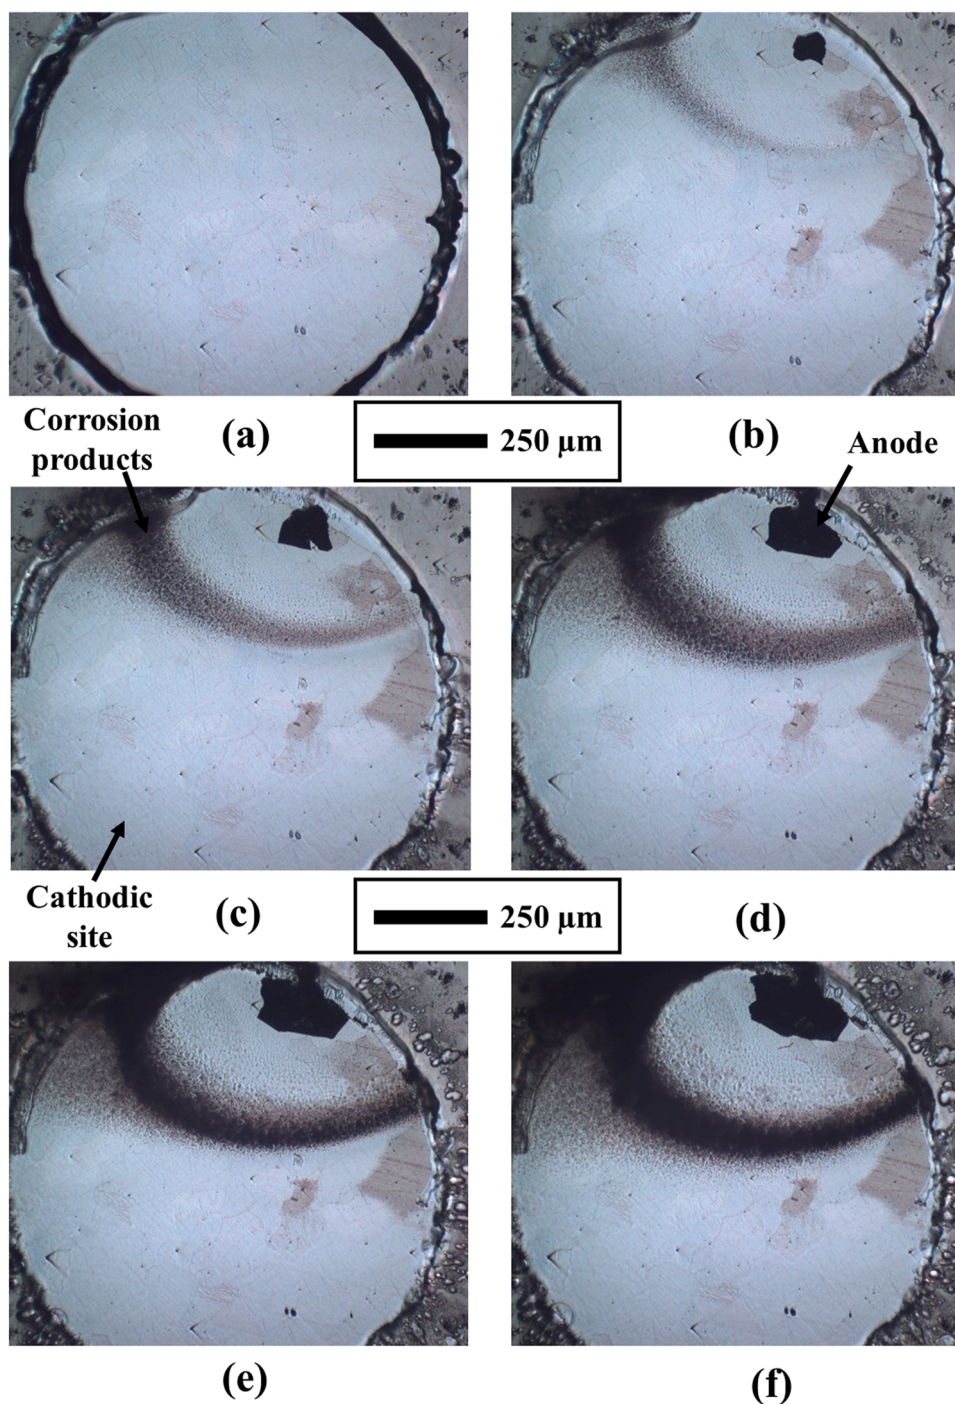 (a)
(b)
250 μm
Corrosion
products
Anode
(c)
(d)
250 μm
Cathodic
site
(e)
(f)